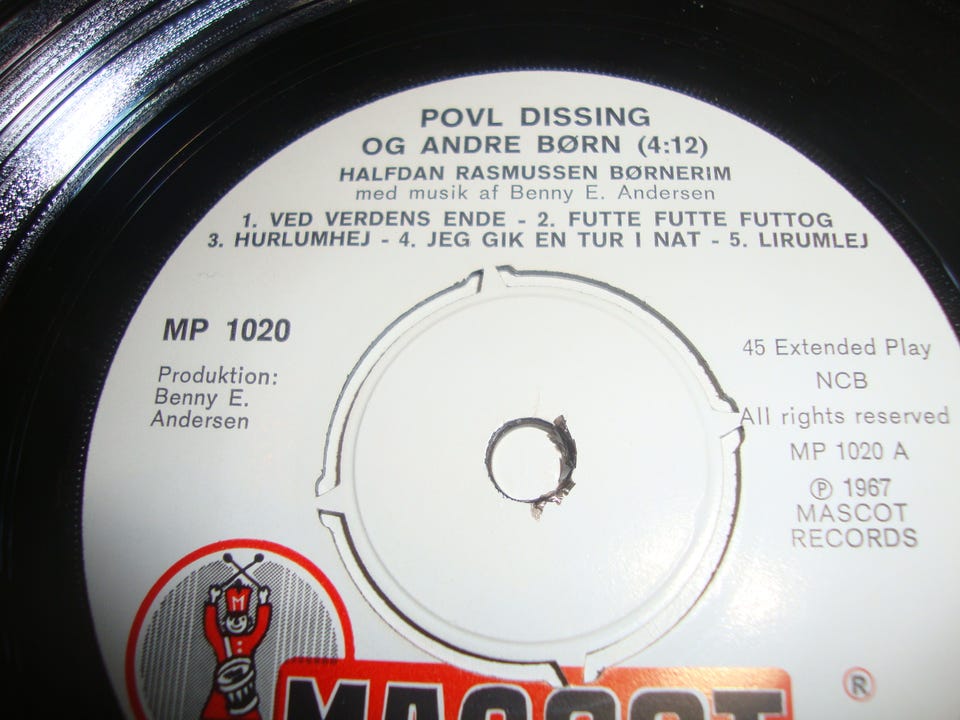 POVL DISSING
OG ANDRE BØRN (4:12)
HALFDAN RASMUSSEN BØRNERIM
med musik af Benny E. Andersen
1. VED VERDENS ENDE - 2. FUTTE FUTTE FUTTOG
3. HURLUMHEJ - 4. JEG GIK EN TUR I NAT - 5. LIRUMLEJ
MP 1020
Produktion:
Benny E.
Andersen
45 Extended Play
NCB
All rights reserved
MP 1020 A
Ⓟ 1967
MASCOT
RECORDS
M
MASCOT
®